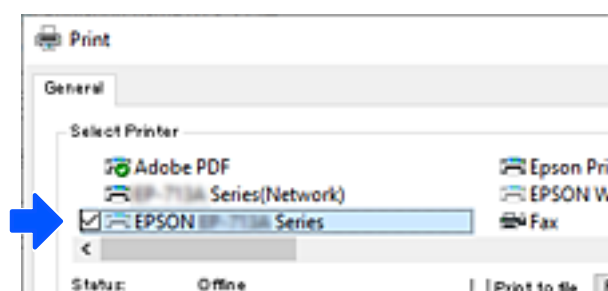 Print
General
Select Printer
Adobe PDF
Epson Pri
Series(Network)
EPSON W
EPSON Series
Fax
Status: Offline
Print to file